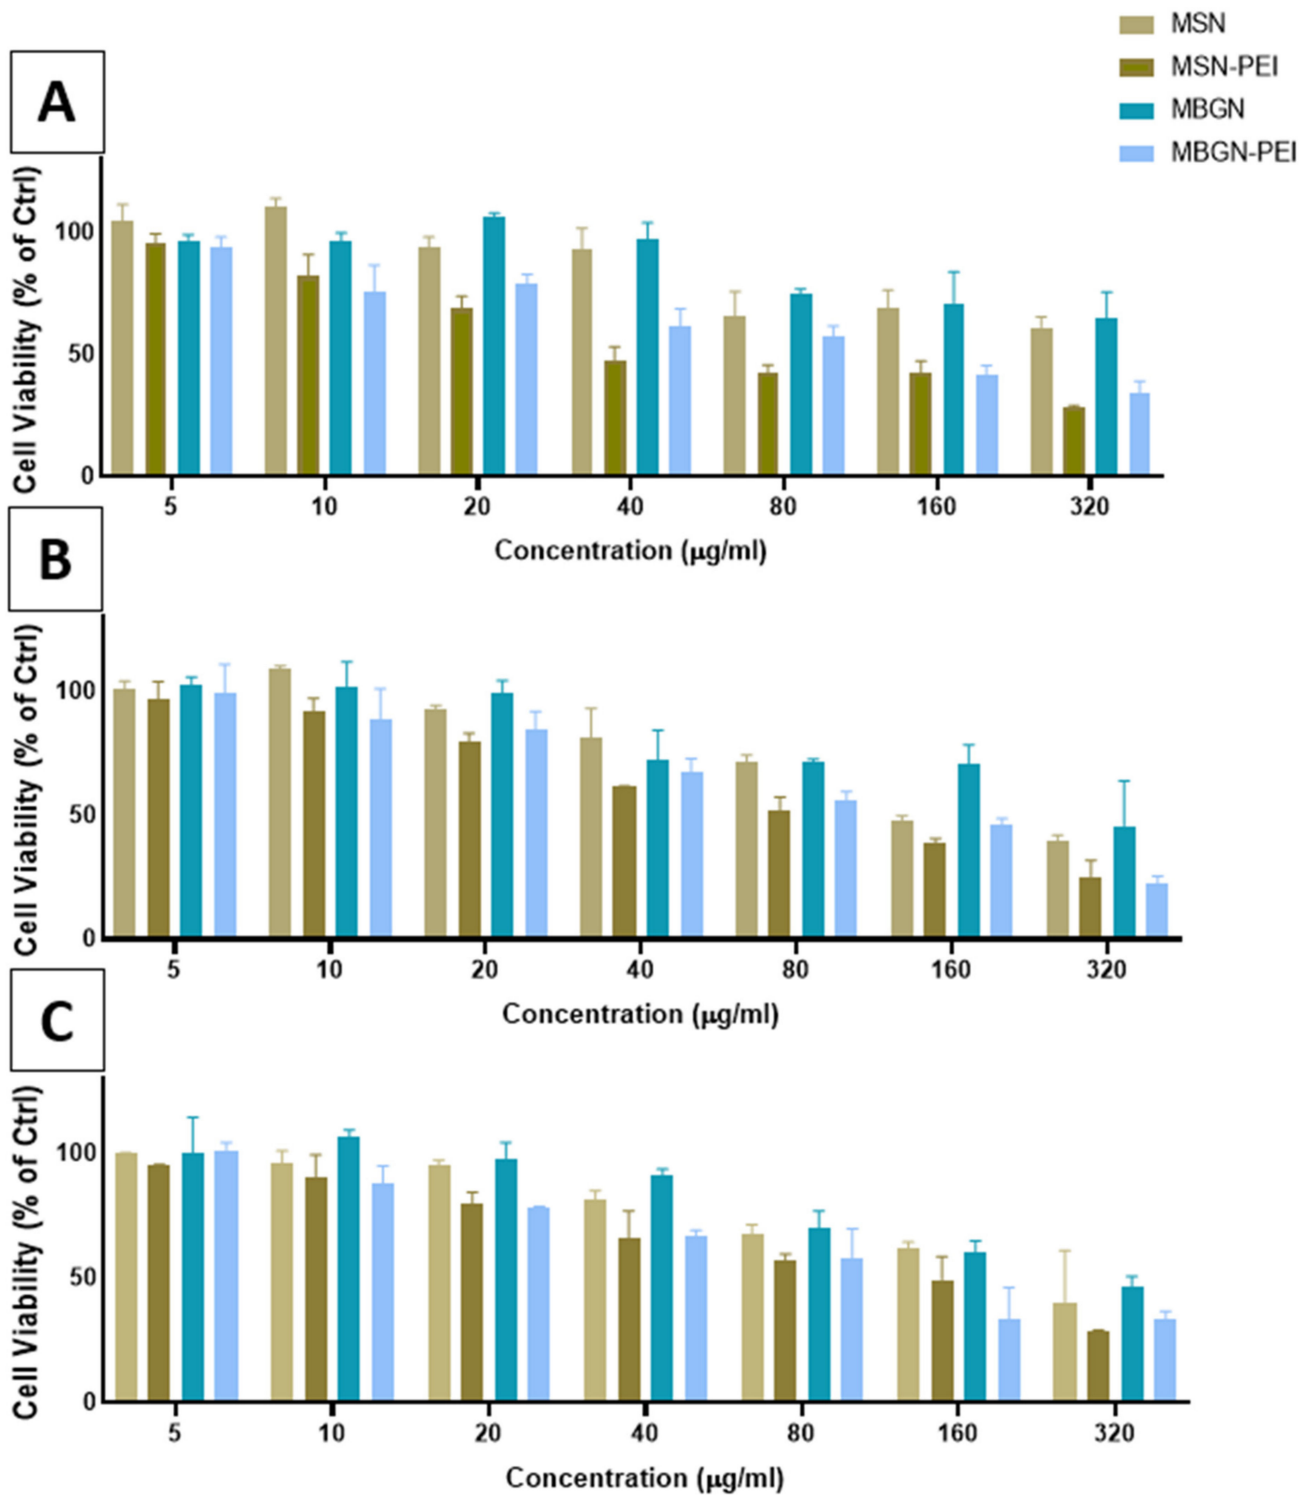 MSN
MSN-PEI
MBGN
MBGN-PEI
A
Cell Viability (% of Ctrl)
100
50
0
5 10 20 40 80 160 320
Concentration (µg/ml)
B
Cell Viability (% of Ctrl)
100
50
0
5 10 20 40 80 160 320
Concentration (µg/ml)
C
Cell Viability (% of Ctrl)
100
50
0
5 10 20 40 80 160 320
Concentration (µg/ml)